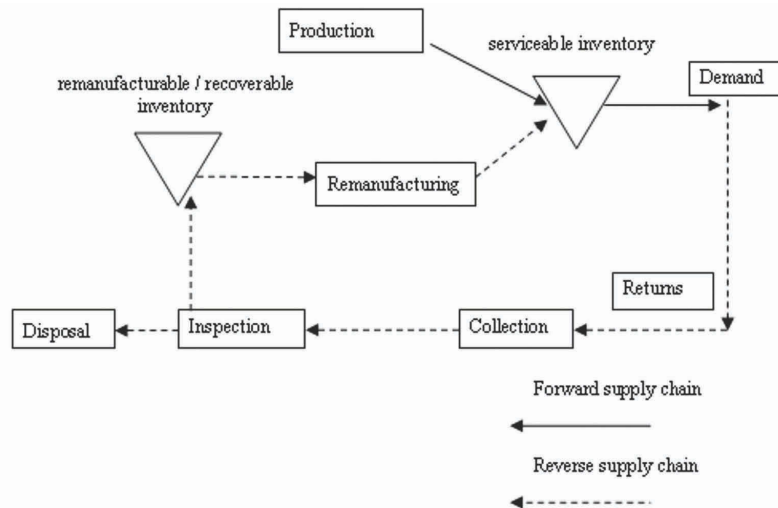 Production
serviceable inventory
Demand
remanufacturable / recoverable
inventory
Remanufacturing
Returns
Disposal
Inspection
Collection
Forward supply chain
Reverse supply chain